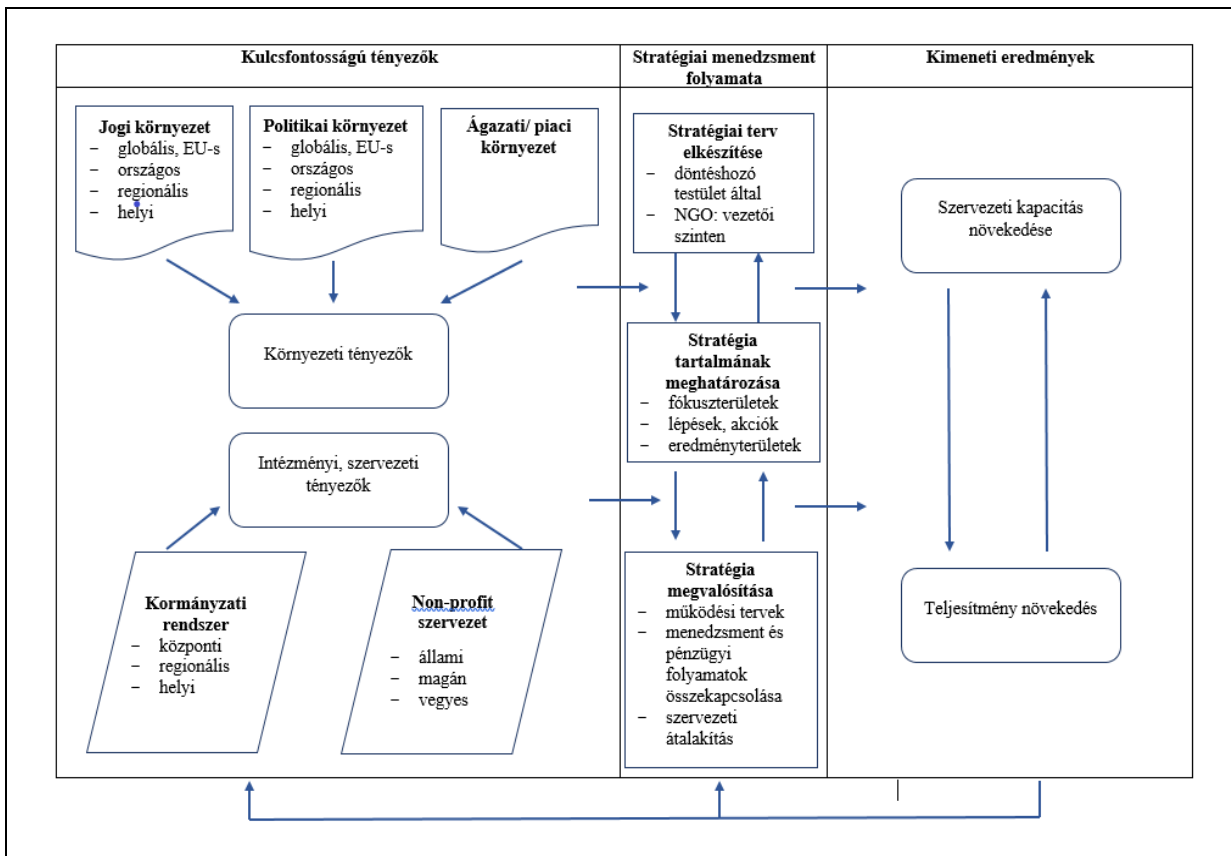 Kulcsfontosságú tényezők
Stratégiai menedzsment
folyamata
Kimeneti eredmények
Jogi környezet
– globális, EU-s
– országos
– regionális
– helyi
Politikai környezet
– globális, EU-s
– országos
– regionális
– helyi
Ágazati/ piaci
környezet
Környezeti tényezők
Intézményi, szervezeti
tényezők
Kormányzati
rendszer
– központi
– regionális
– helyi
Non-profit
szervezet
– állami
– magán
– vegyes
Stratégiai terv
elkészítése
– döntéshozó
testület által
– NGO: vezetői
szinten
Stratégia
tartalmának
meghatározása
– fókuszterületek
– lépések, akciók
– eredményterületek
Stratégia
megvalósítása
– működési tervek
– menedzsment és
pénzügyi
folyamatok
összekapcsolása
– szervezeti
átalakítás
Szervezeti kapacitás
növekedése
Teljesítmény növekedés